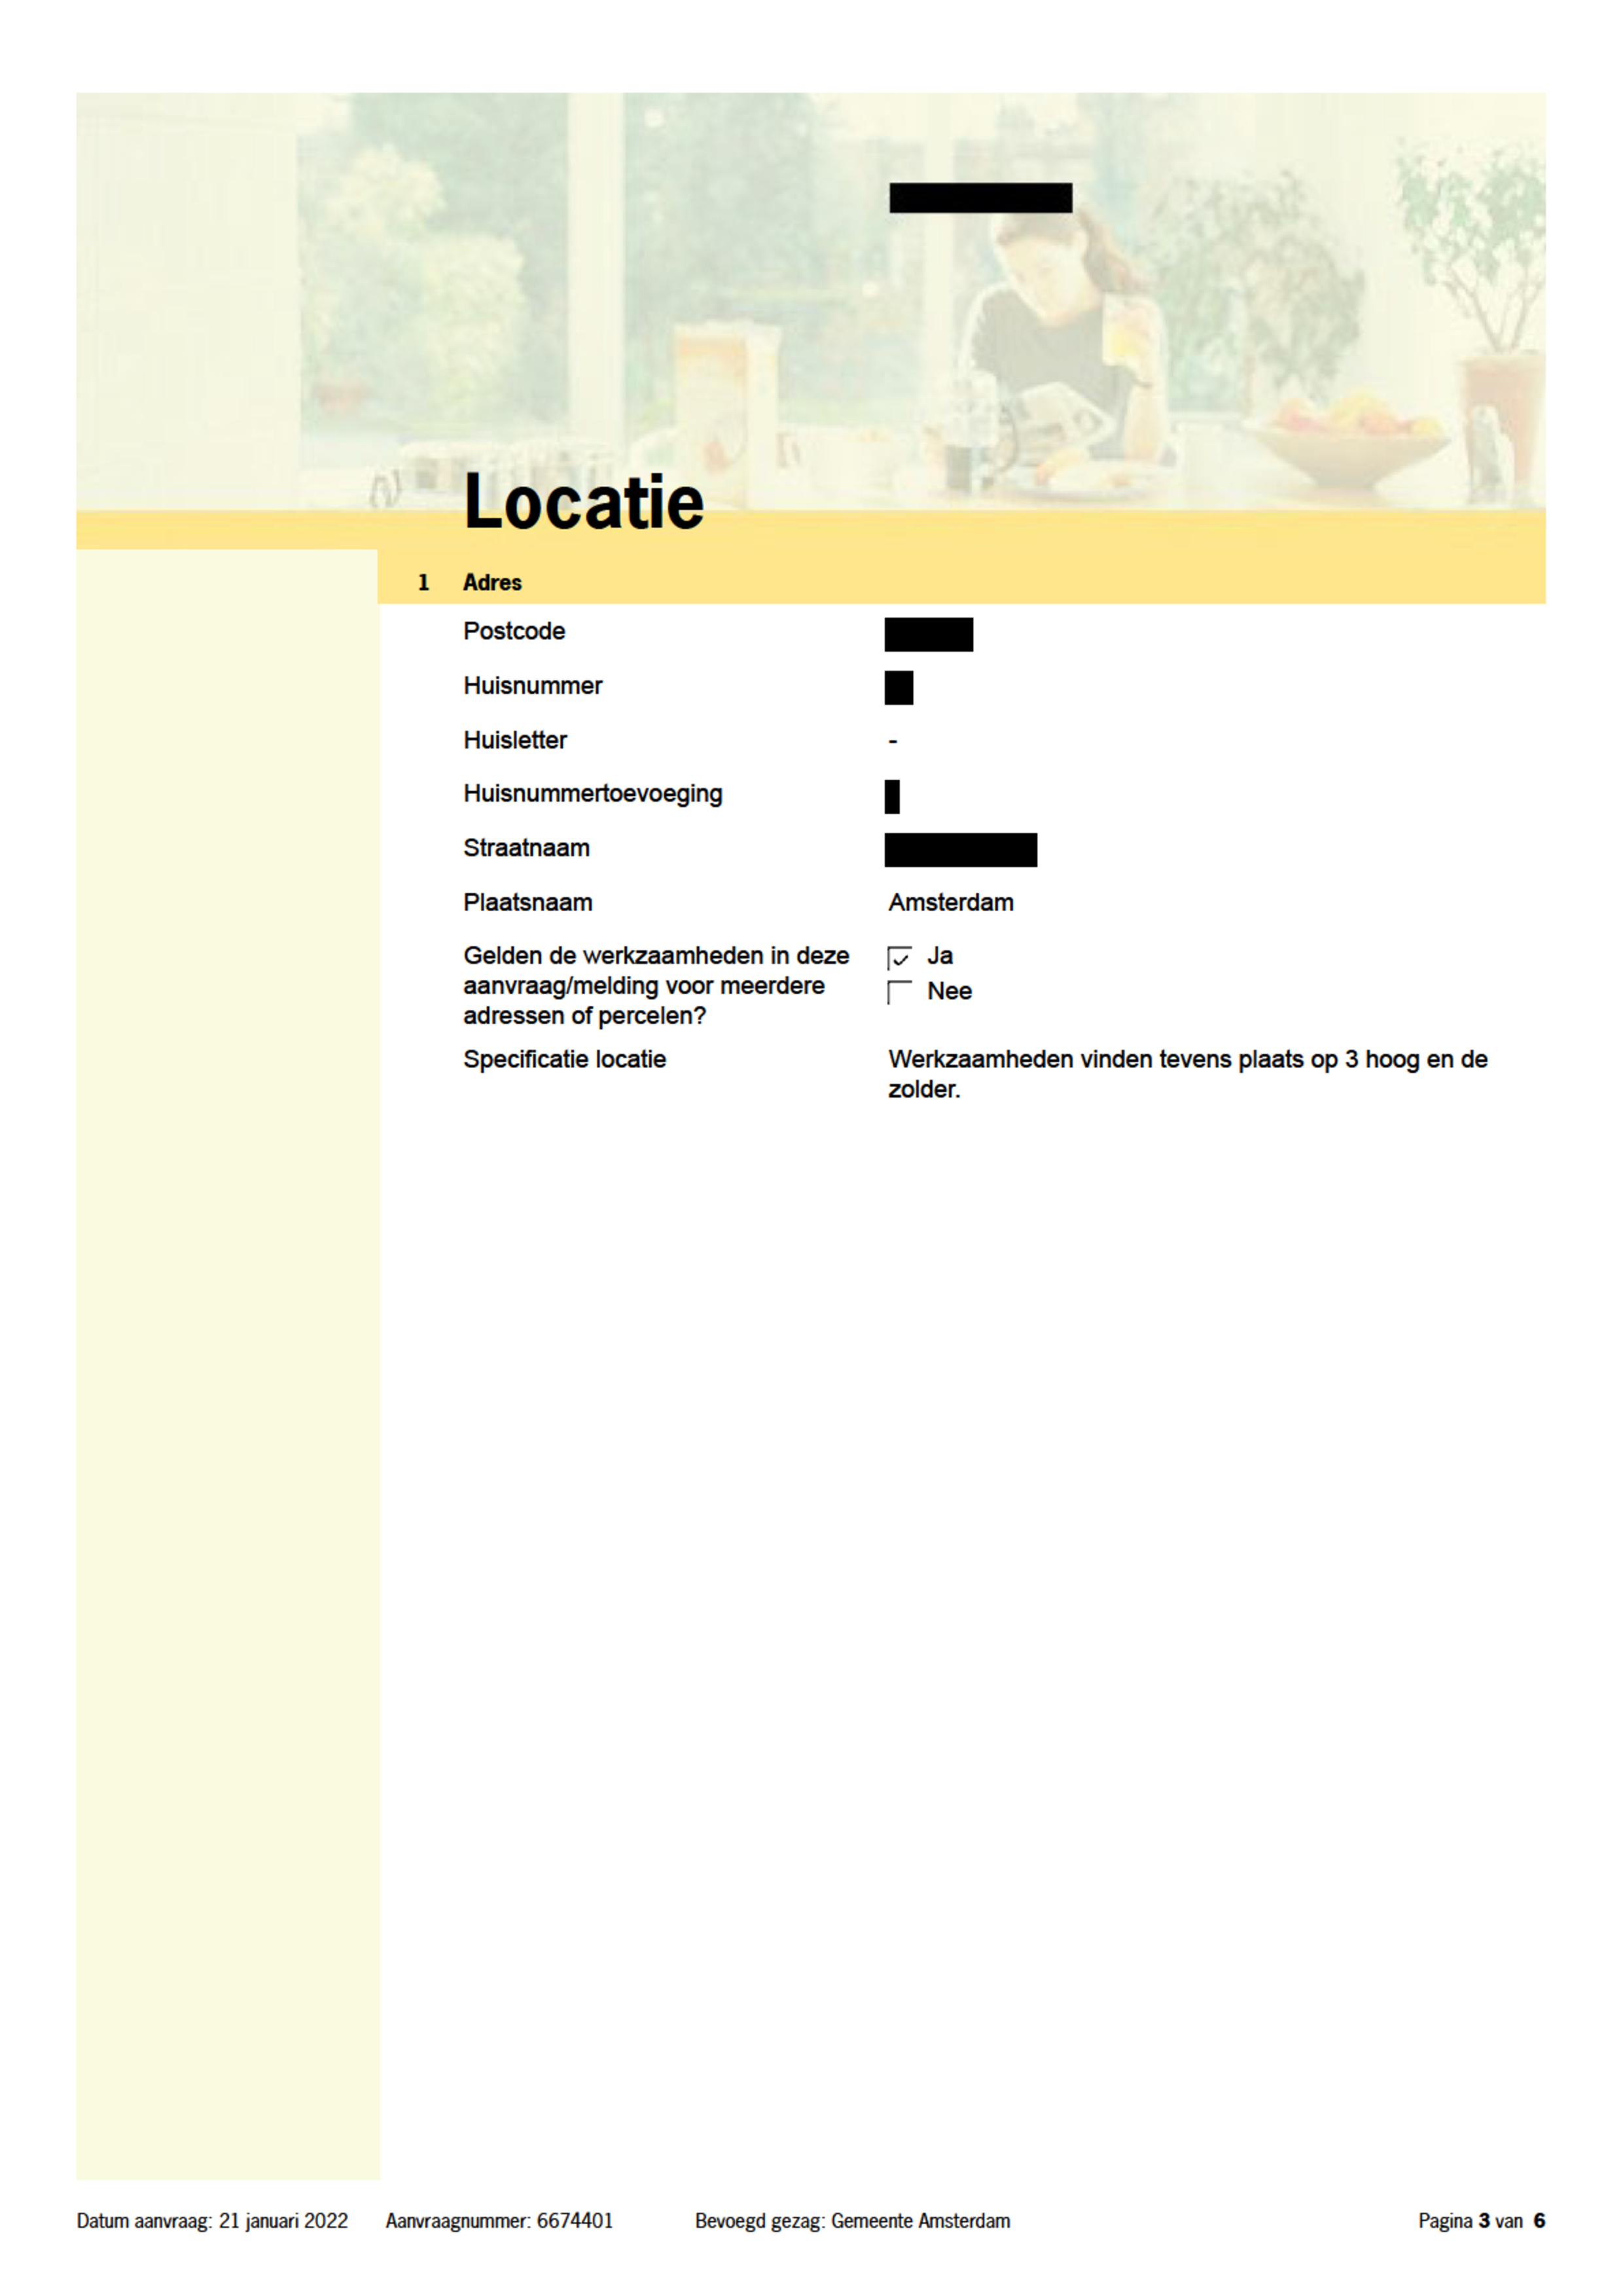 Locatie
1 Adres
Postcode
Huisnummer
Huisletter -
Huisnummertoevoeging
Straatnaam
Plaatsnaam Amsterdam
Gelden de werkzaamheden in deze Ja
aanvraag/melding voor meerdere Nee
adressen of percelen?
Specificatie locatie Werkzaamheden vinden tevens plaats op 3 hoog en de
zolder.
Datum aanvraag: 21 januari 2022 Aanvraagnummer: 6674401 Bevoegd gezag: Gemeente Amsterdam Pagina 3 van 6